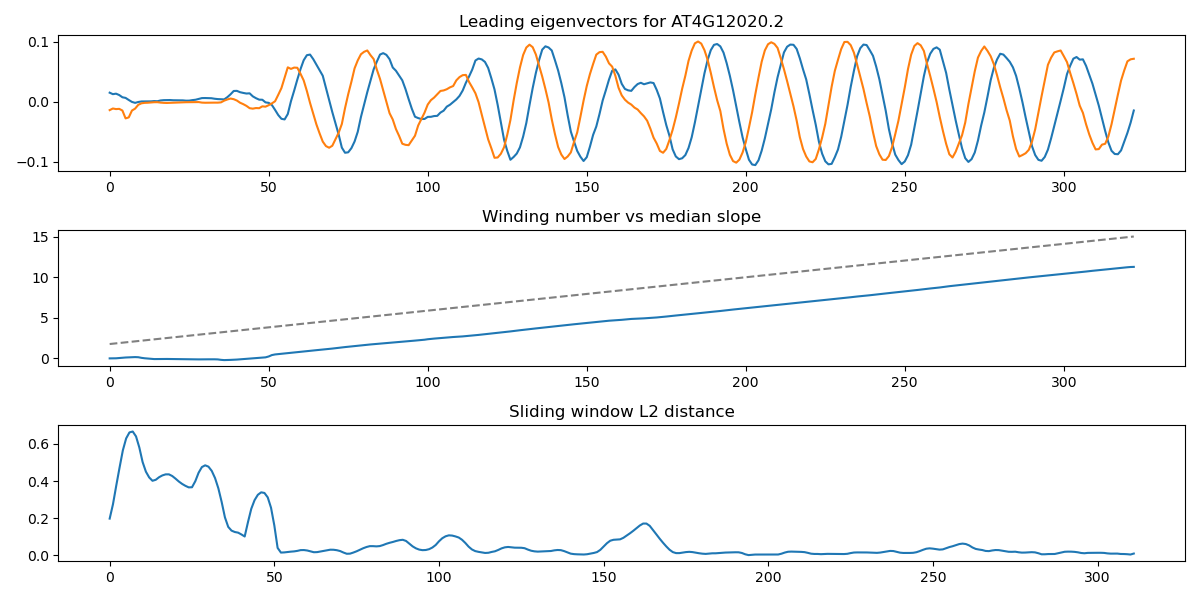 Leading eigenvectors for AT4G12020.2
0.1
0.0
−0.1
0 50 100 150 200 250 300
Winding number vs median slope
15
10
5
0
0 50 100 150 200 250 300
Sliding window L2 distance
0.6
0.4
0.2
0.0
0 50 100 150 200 250 300